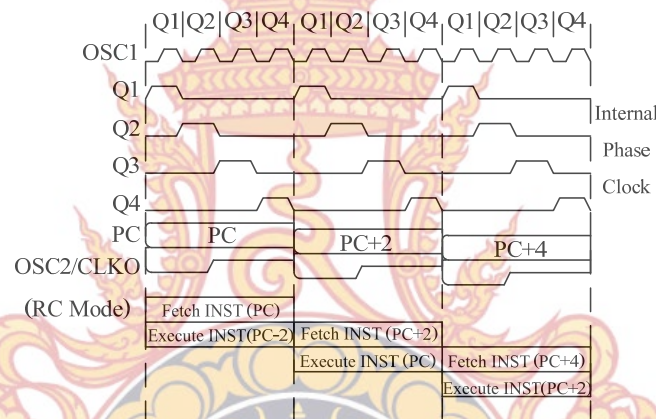 |Q1|Q2|Q3|Q4|Q1|Q2|Q3|Q4|Q1|Q2|Q3|Q4|
OSC1
Q1
Internal
Q2
Phase
Q3
Clock
Q4
PC PC PC+2 PC+4
OSC2/CLKO
(RC Mode) Fetch INST (PC)
Execute INST(PC-2) Fetch INST (PC+2)
Execute INST (PC) Fetch INST (PC+4)
Execute INST(PC+2)